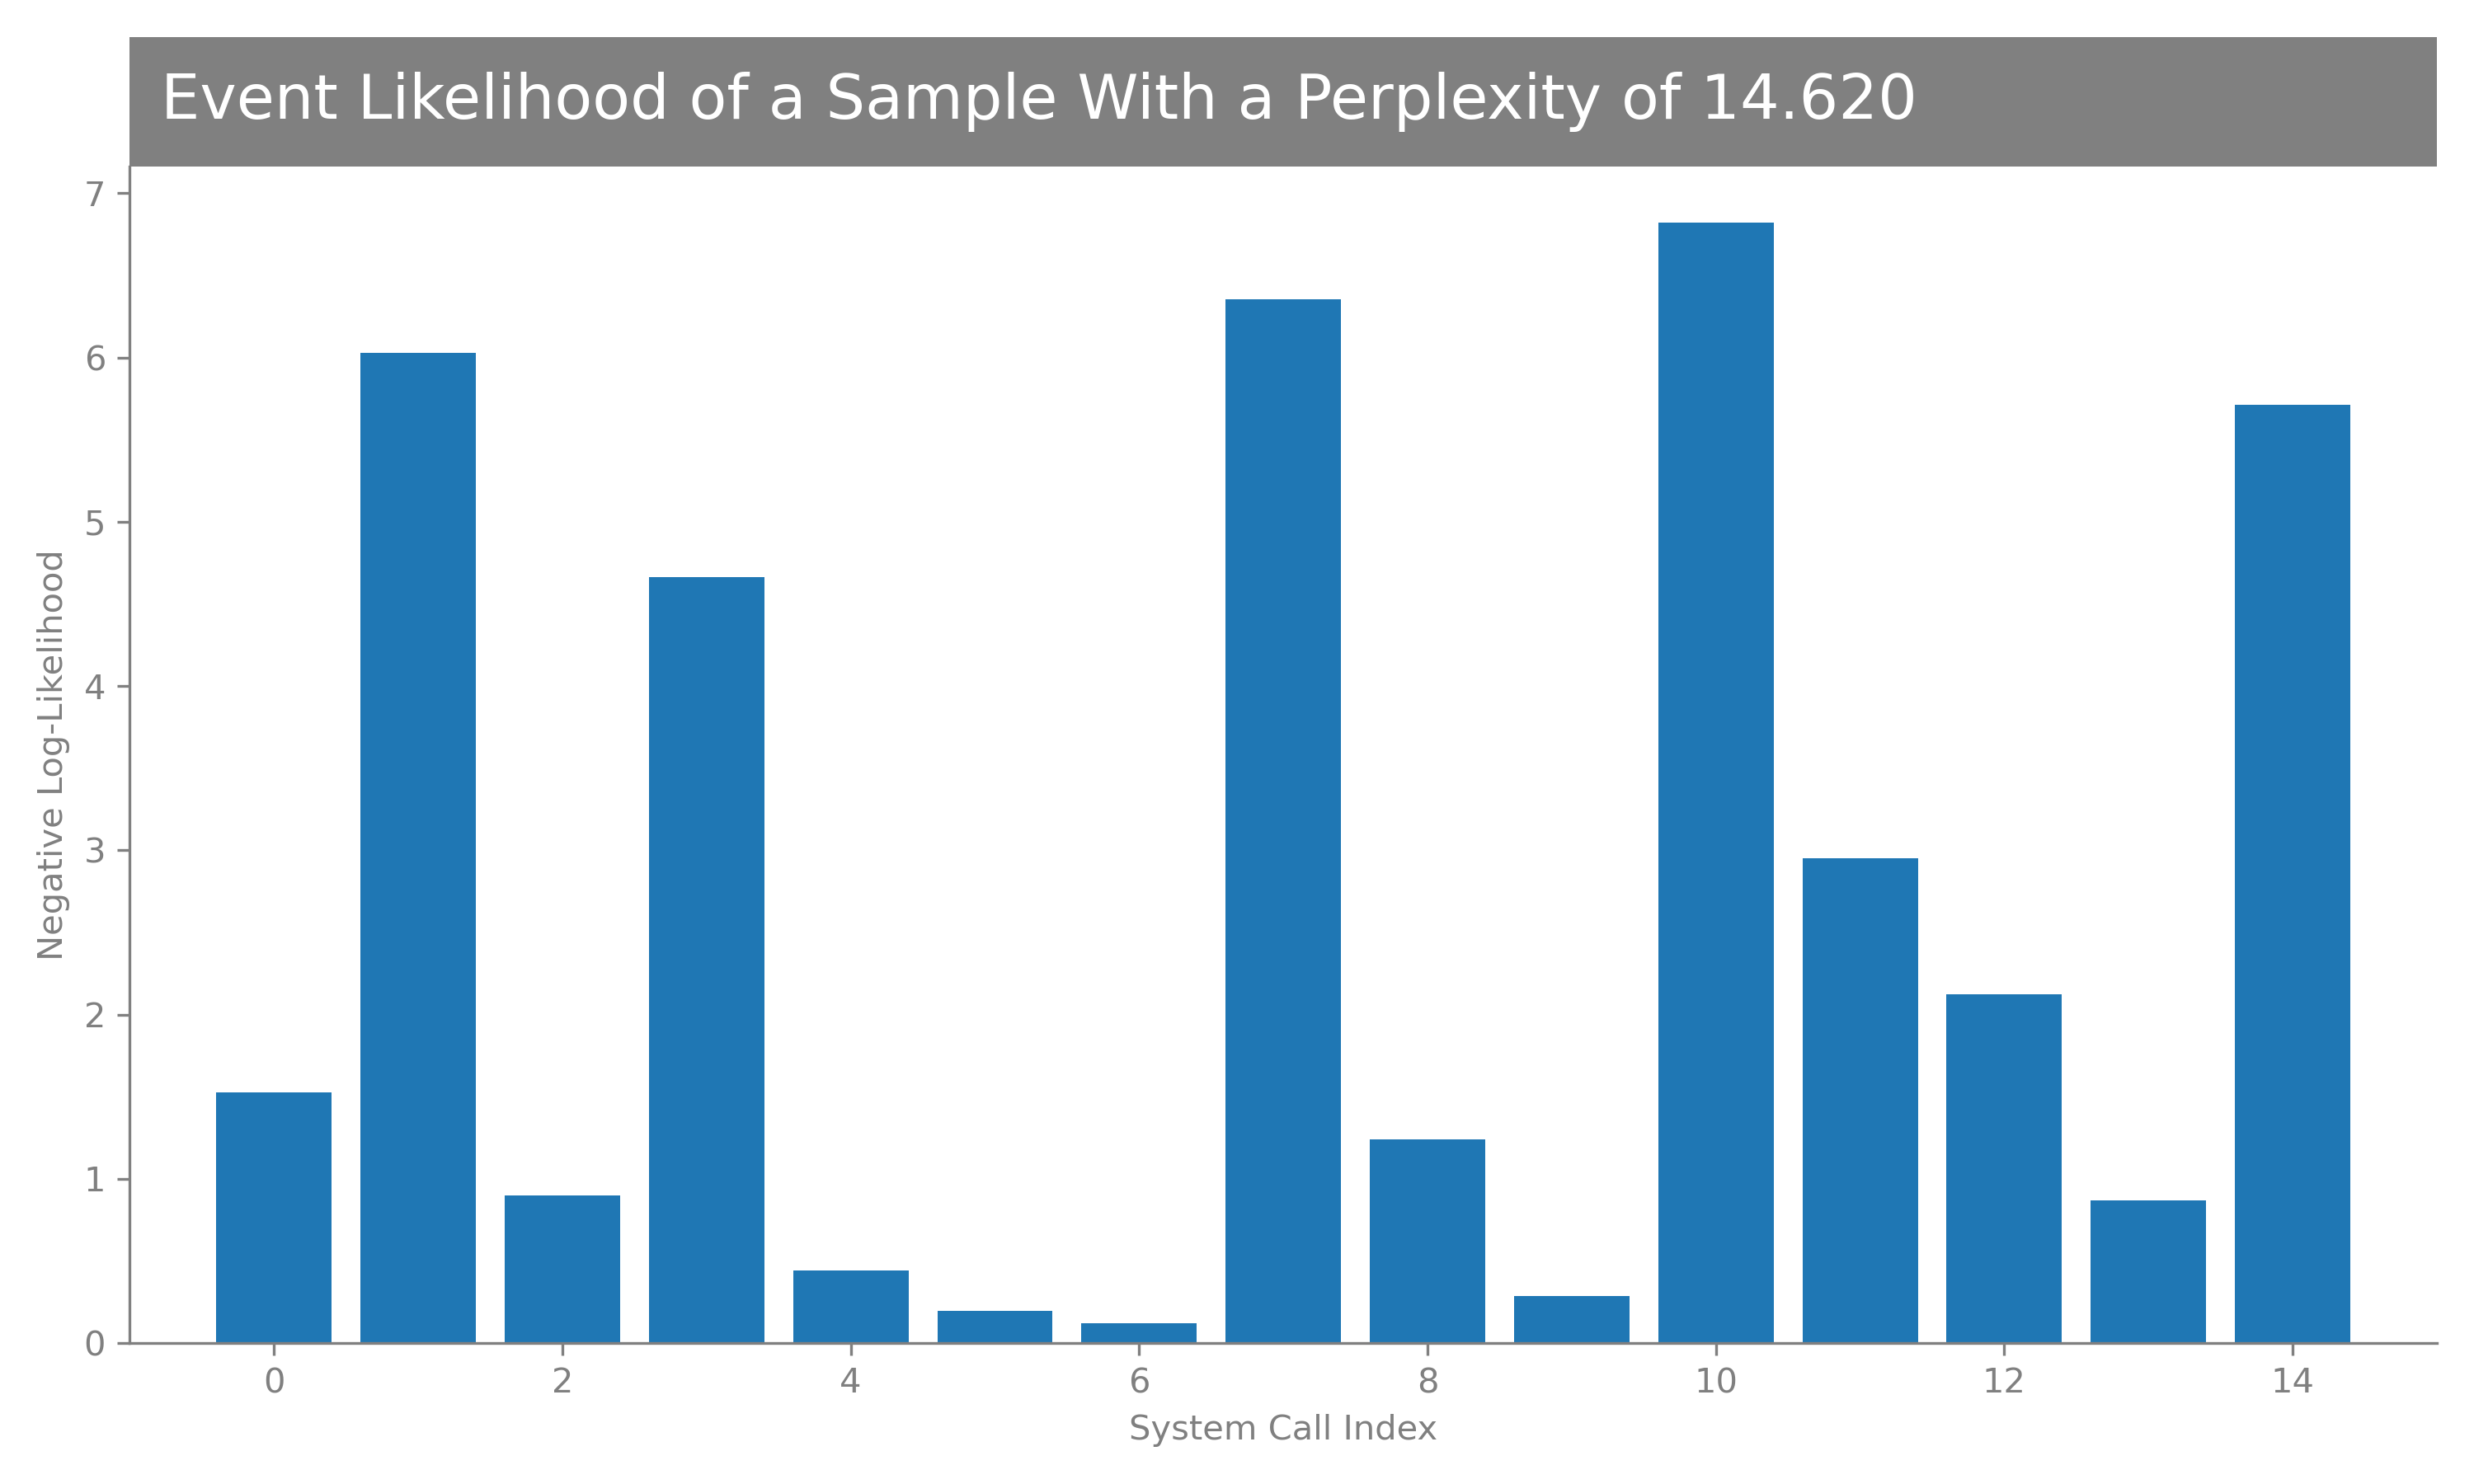 Event Likelihood of a Sample With a Perplexity of 14.620
7
6
5
4
3
2
1
0
Negative Log-Likelihood
0 2 4 6 8 10 12 14
System Call Index